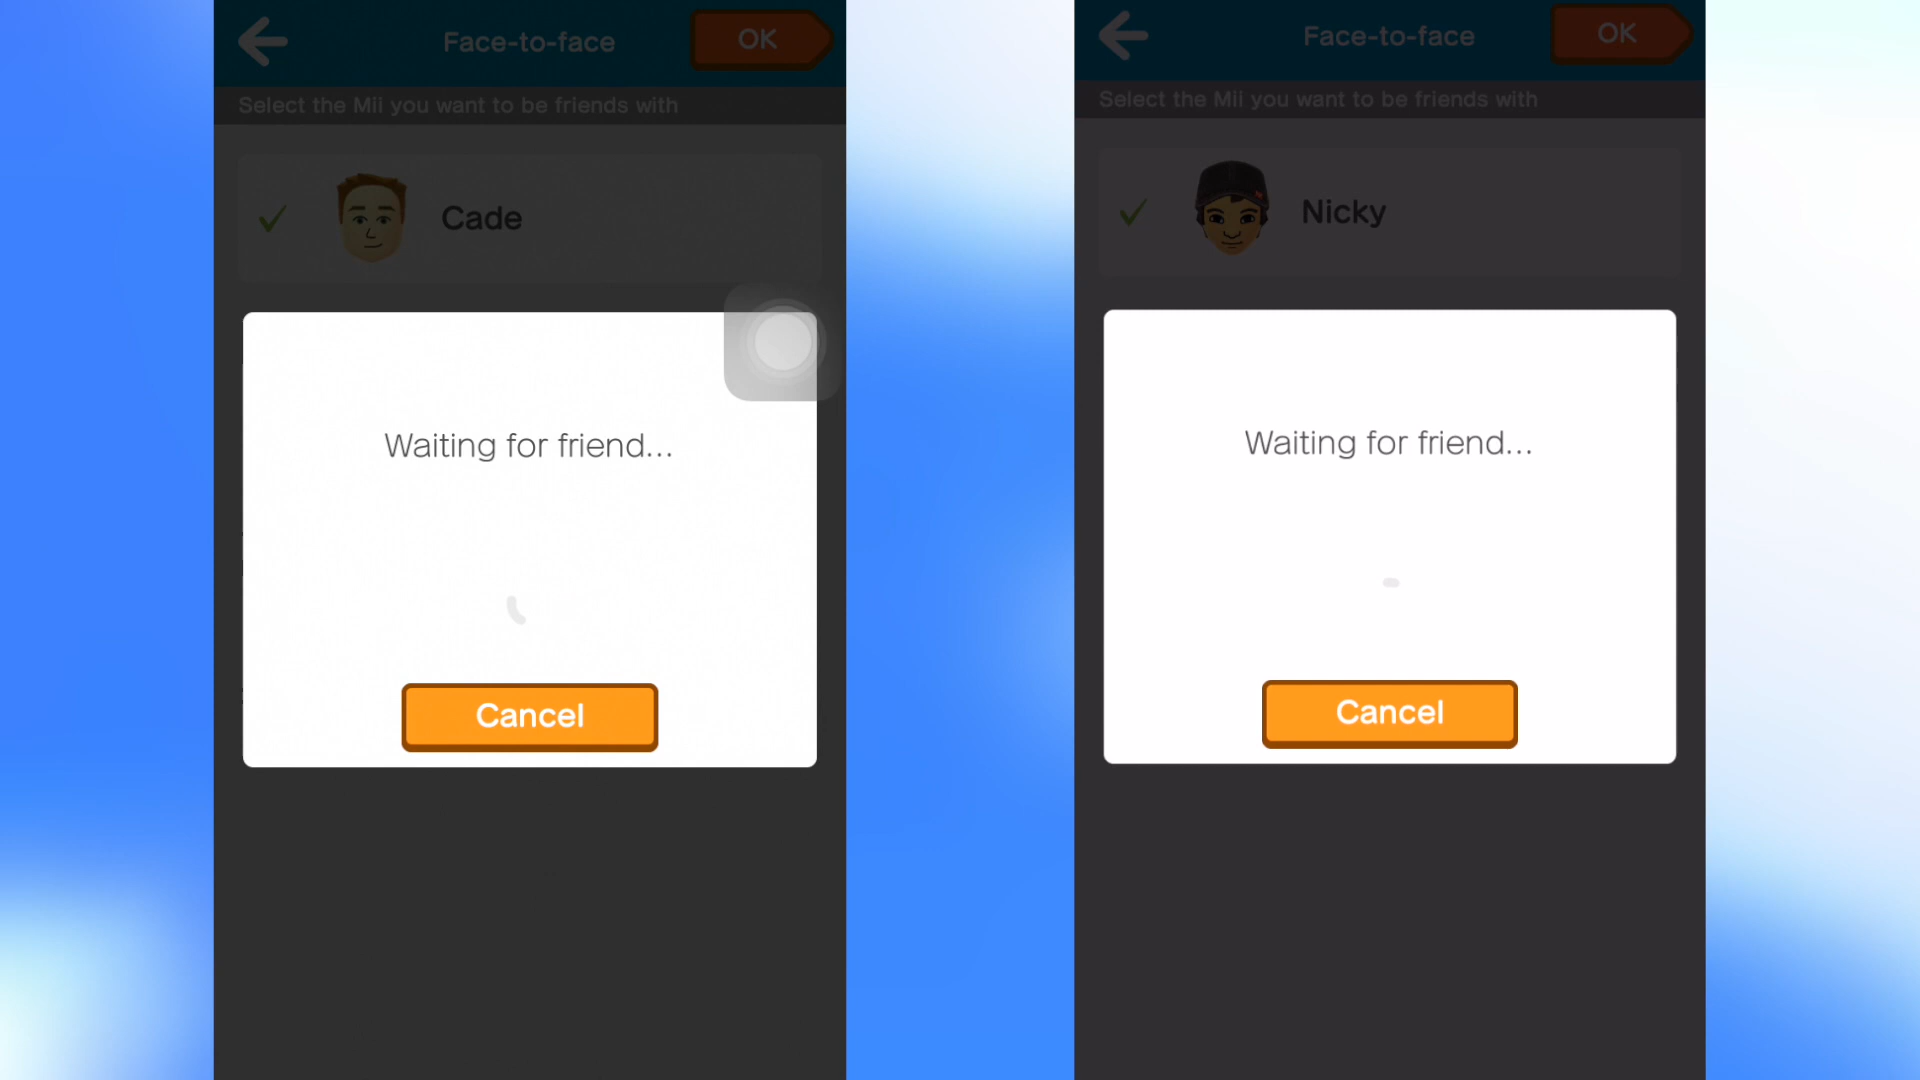 Face-to-face
OK
Select the Mii you want to be friends with
Cade
Waiting for friend...
Cancel
Face-to-face
OK
Select the Mii you want to be friends with
Nicky
Waiting for friend...
Cancel